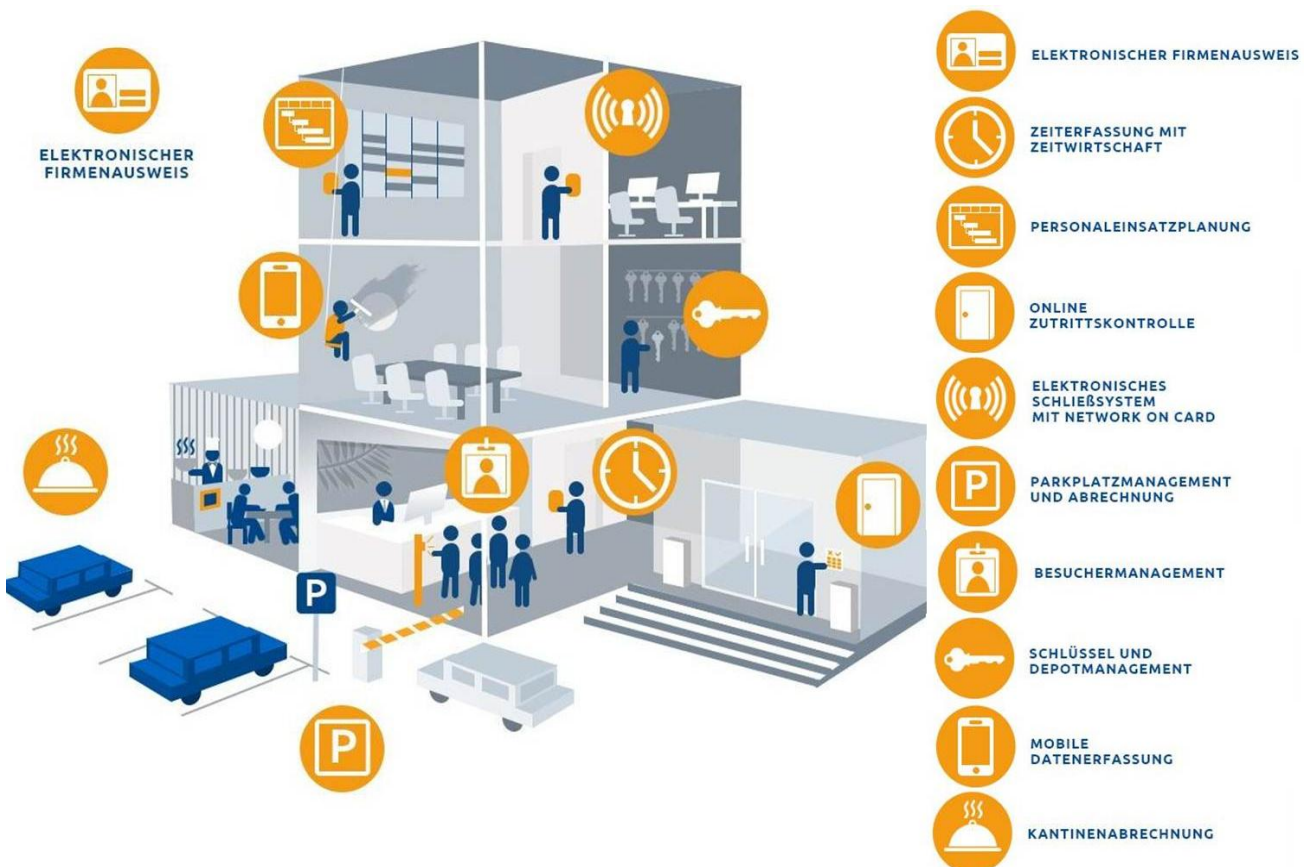 ELEKTRONISCHER
FIRMENAUSWEIS
P
P
ELEKTRONISCHER FIRMENAUSWEIS
ZEITERFASSUNG MIT
ZEITWIRTSCHAFT
PERSONALEINSATZPLANUNG
ONLINE
ZUTRITTSKONTROLLE
ELEKTRONISCHES
SCHLIEẞSYSTEM
MIT NETWORK ON CARD
P
PARKPLATZMANAGEMENT
UND ABRECHNUNG
BESUCHERMANAGEMENT
SCHLÜSSEL UND
DEPOTMANAGEMENT
MOBILE
DATENERFASSUNG
KANTINENABRECHNUNG